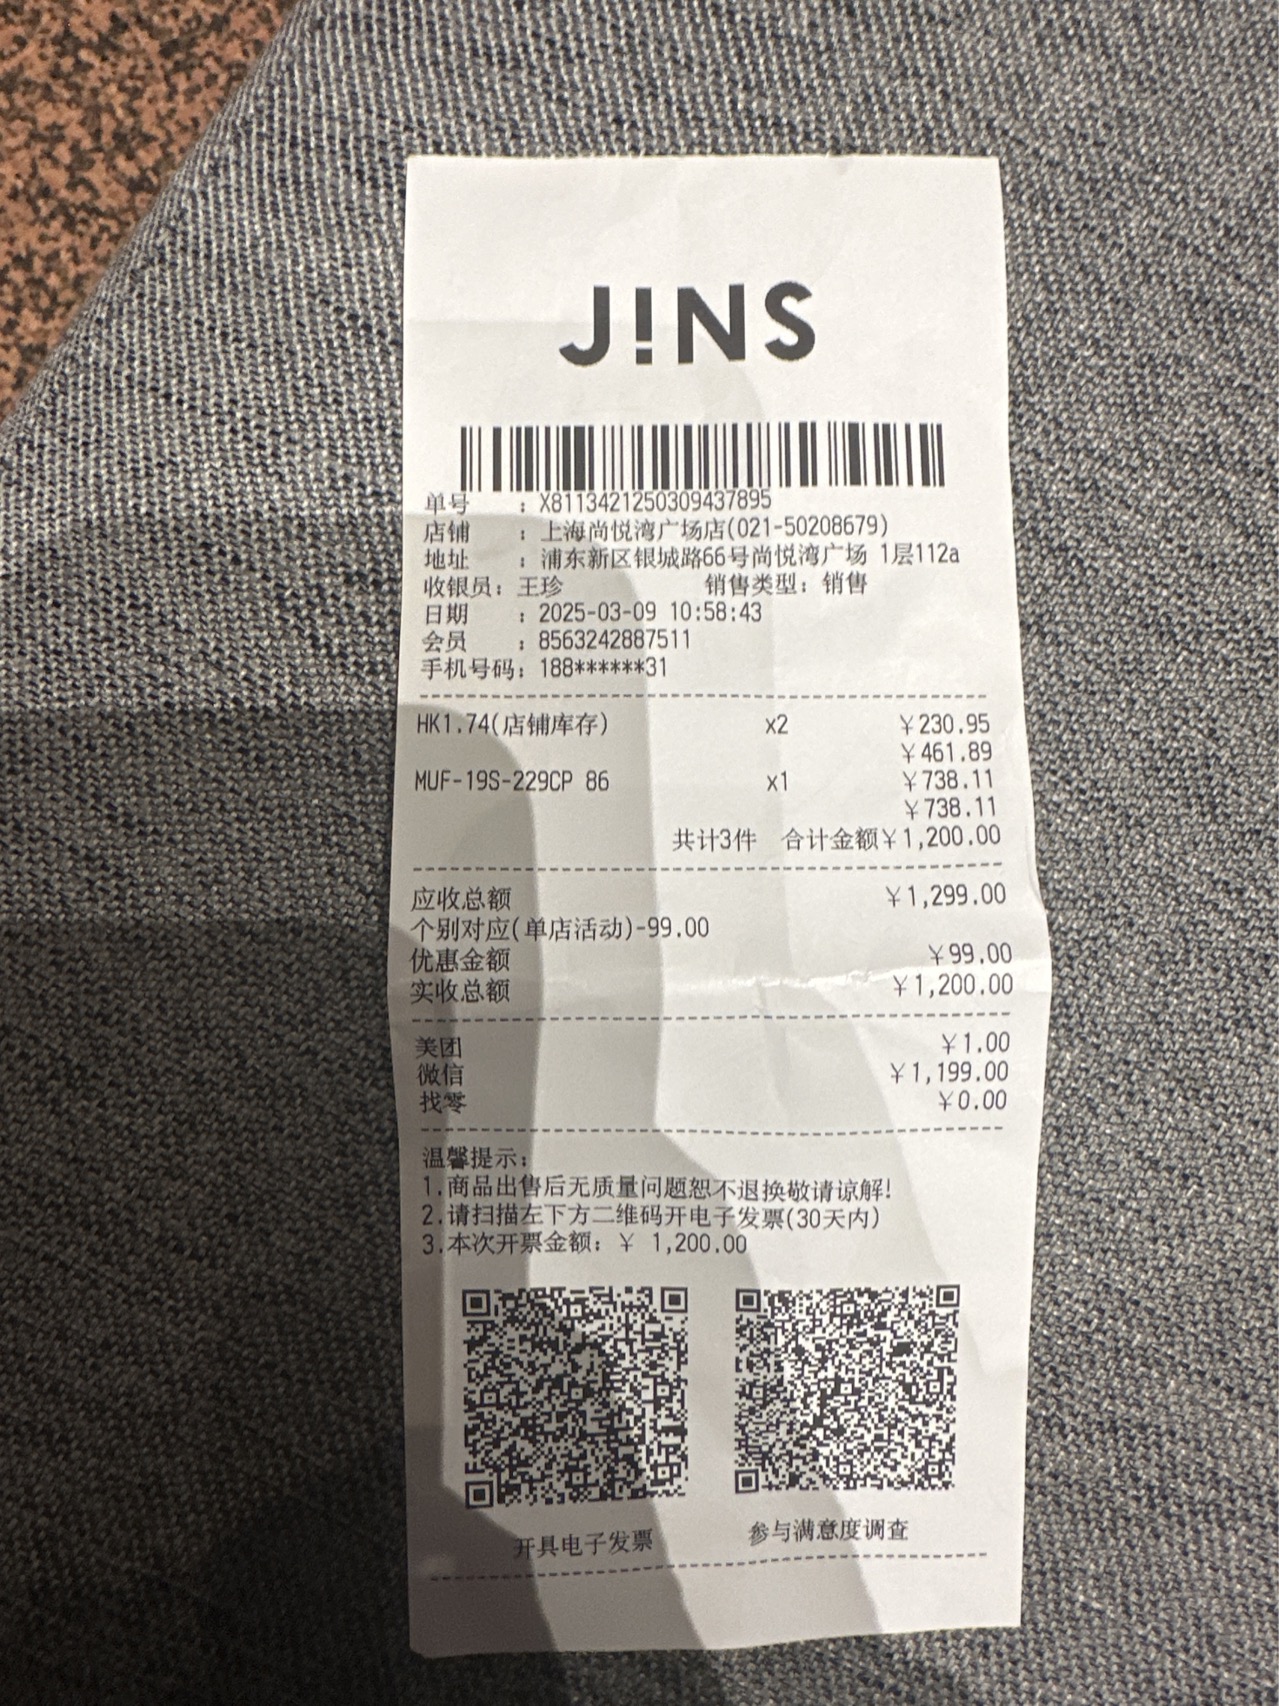 J!NS
单号 : X8113421250309437895
店铺 : 上海尚悦湾广场店(021-50208679)
地址 : 浦东新区银城路66号尚悦湾广场 1层112a
收银员: 王珍 销售类型: 销售
日期 : 2025-03-09 10:58:43
会员 : 8563242887511
手机号码: 188******31
HK1.74(店铺库存) x2 ￥230.95
￥461.89
MUF-19S-229CP 86 x1 ￥738.11
￥738.11
共计3件 合计金额￥1,200.00
应收总额 ￥1,299.00
个别对应(单店活动)-99.00
优惠金额 ￥99.00
实收总额 ￥1,200.00
美团 ￥1.00
微信 ￥1,199.00
找零 ￥0.00
温馨提示:
1.商品出售后无质量问题恕不退换敬请谅解!
2.请扫描左下方二维码开电子发票(30天内)
3.本次开票金额: ￥ 1,200.00
开具电子发票 参与满意度调查